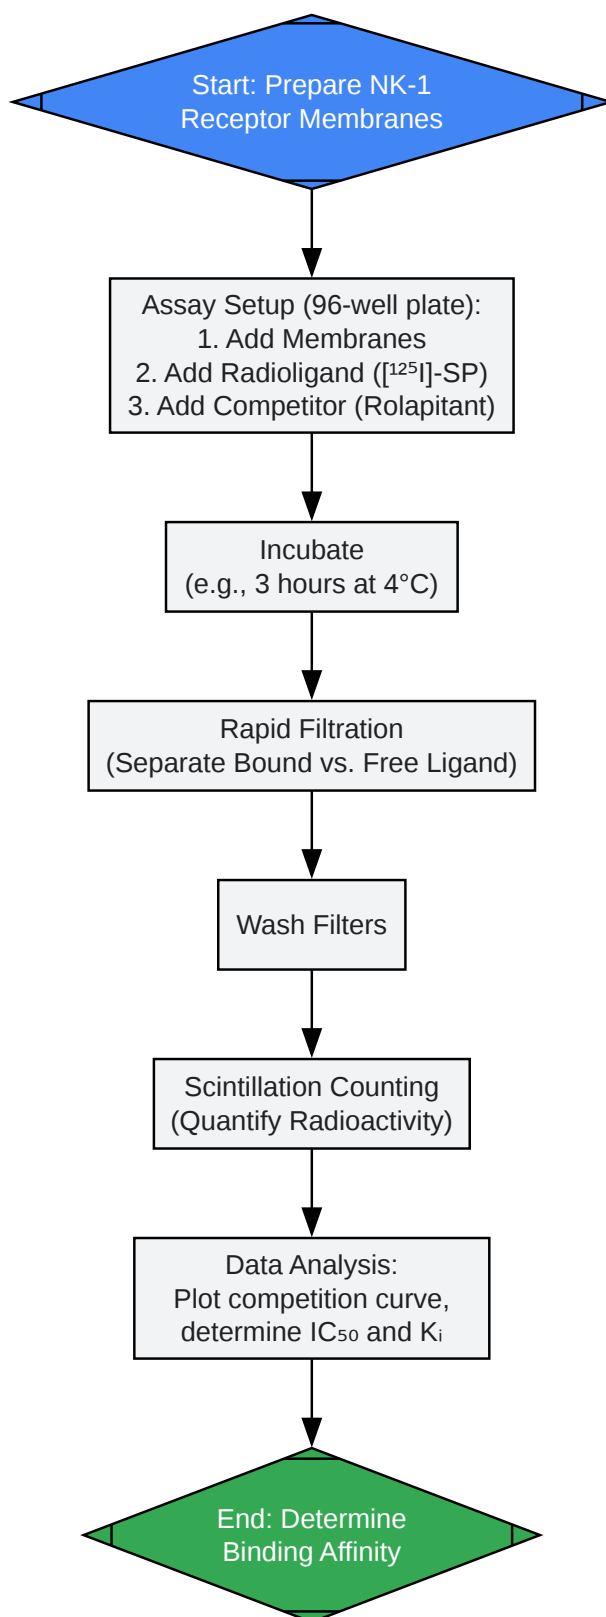 Start: Prepare NK-1
Receptor Membranes
Assay Setup (96-well plate):
1. Add Membranes
2. Add Radioligand ([¹²⁵I]-SP)
3. Add Competitor (Rolapitant)
Incubate
(e.g., 3 hours at 4°C)
Rapid Filtration
(Separate Bound vs. Free Ligand)
Wash Filters
Scintillation Counting
(Quantify Radioactivity)
Data Analysis:
Plot competition curve,
determine IC₅₀ and Kᵢ
End: Determine
Binding Affinity